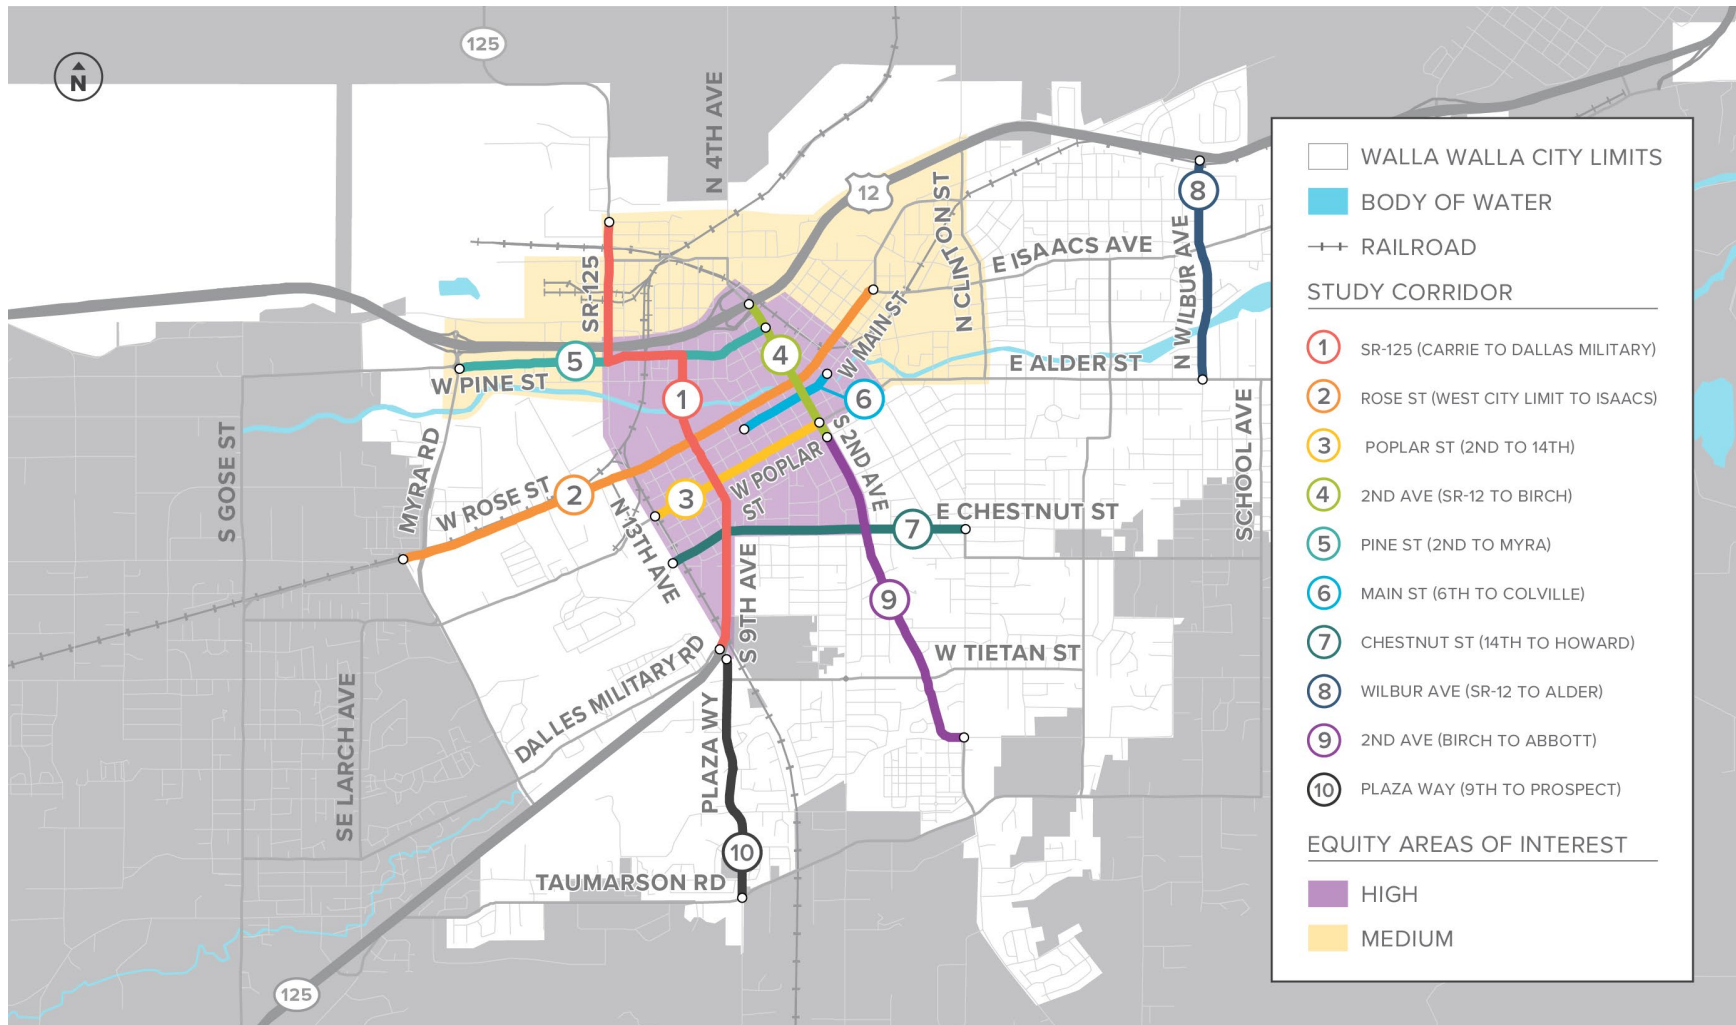 125
N
N 4TH AVE
12
8
N CLINTON ST
E ISAACS AVE
N WILBUR AVE
SR-125
W MAIN ST
4
5
W PINE ST
E ALDER ST
1
6
MYRA RD
S GOSE ST
SCHOOL AVE
S 2ND AVE
W POPLAR
ST
W ROSE ST
2
3
N 13TH AVE
7
E CHESTNUT ST
S 9TH AVE
9
W TIETAN ST
DALLES MILITARY RD
SE LARCH AVE
PLAZA WY
10
TAUMARSON RD
125
WALLA WALLA CITY LIMITS
BODY OF WATER
RAILROAD
STUDY CORRIDOR
1 SR-125 (CARRIE TO DALLAS MILITARY)
2 ROSE ST (WEST CITY LIMIT TO ISAACS)
3 POPLAR ST (2ND TO 14TH)
4 2ND AVE (SR-12 TO BIRCH)
5 PINE ST (2ND TO MYRA)
6 MAIN ST (6TH TO COLVILLE)
7 CHESTNUT ST (14TH TO HOWARD)
8 WILBUR AVE (SR-12 TO ALDER)
9 2ND AVE (BIRCH TO ABBOTT)
10 PLAZA WAY (9TH TO PROSPECT)
EQUITY AREAS OF INTEREST
HIGH
MEDIUM